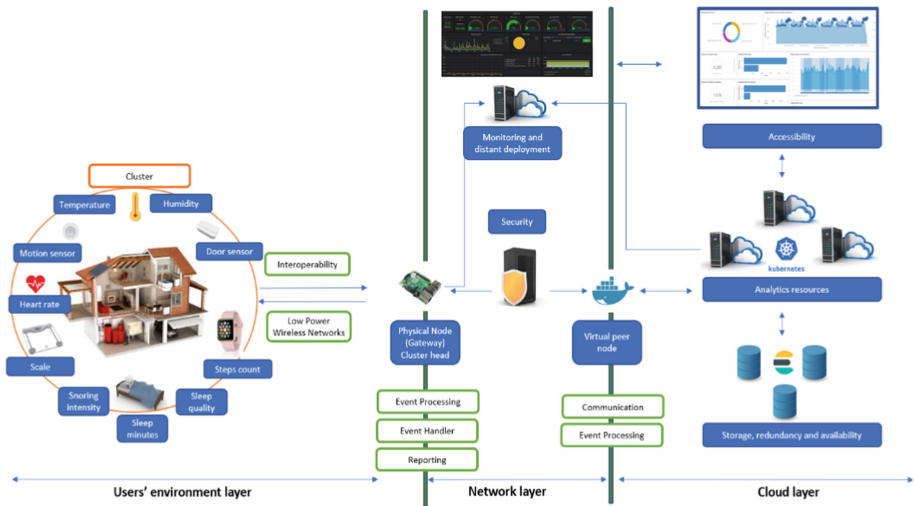 Cluster
Temperature
Humidity
Motion sensor
Door sensor
Heart rate
Scale
Steps count
Snoring
intensity
Sleep
quality
Sleep
minutes
Interoperability
Low Power
Wireless Networks
Users' environment layer
Monitoring and
distant deployment
Security
Physical Node
(Gateway)
Cluster head
Virtual peer
node
Event Processing
Event Handler
Reporting
Communication
Event Processing
Network layer
Accessibility
kubernetes
Analytics resources
Storage, redundancy and availability
Cloud layer